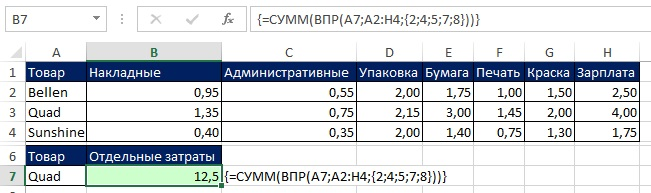 B7 fx {=СУММ(ВПР(A7;A2:H4;{2;4;5;7;8}))}
A B C D E F G H
1 Товар Накладные Административные Упаковка Бумага Печать Краска Зарплата
2 Bellen 0,95 0,55 2,00 1,75 1,00 1,50 2,50
3 Quad 1,35 0,75 2,15 3,00 1,45 2,00 4,00
4 Sunshine 0,40 0,35 2,00 1,40 0,75 1,30 1,75
6 Товар Отдельные затраты
7 Quad 12,5 {=СУММ(ВПР(A7;A2:H4;{2;4;5;7;8}))}